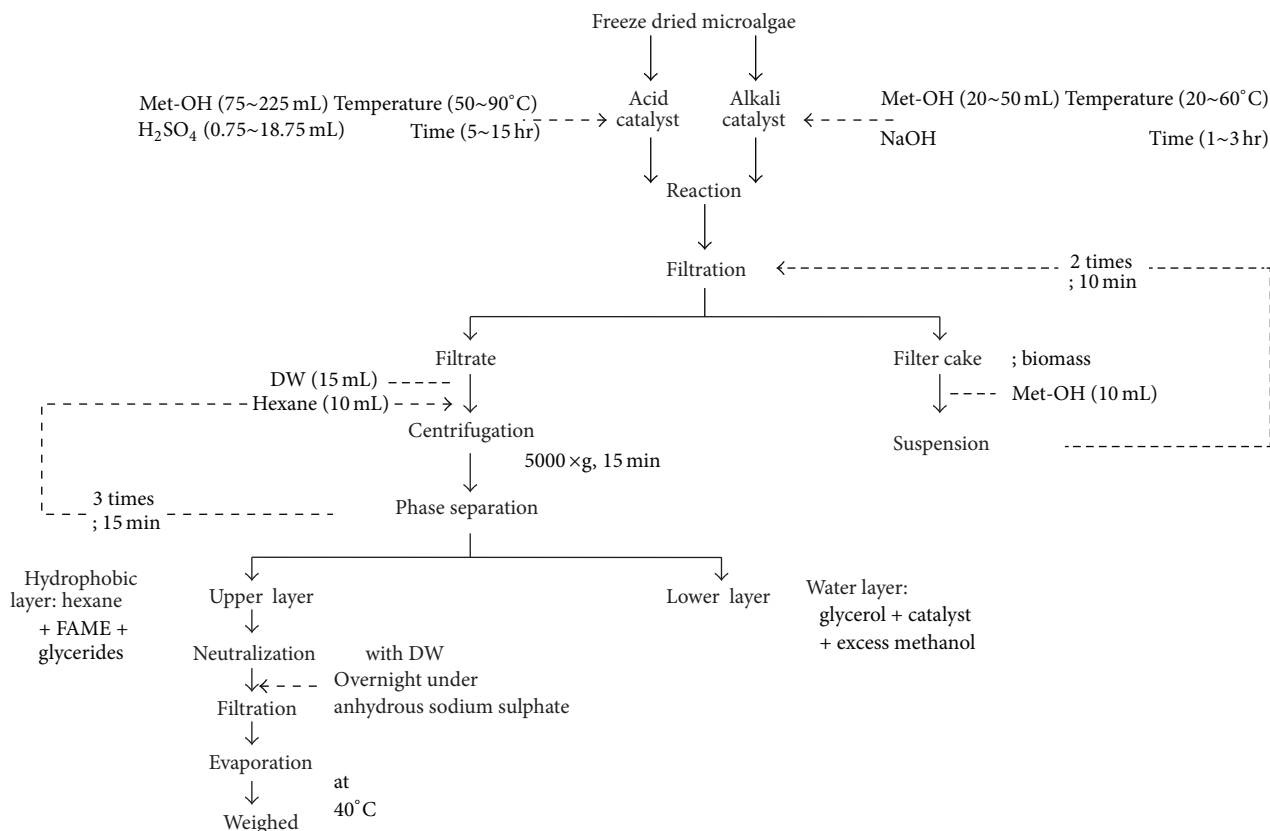 Freeze dried microalgae
Met-OH (75~225 mL) Temperature (50~90°C)
H₂SO₄ (0.75~18.75 mL) Time (5~15 hr)
Acid
catalyst
Alkali
catalyst
Met-OH (20~50 mL) Temperature (20~60°C)
NaOH Time (1~3 hr)
Reaction
Filtration
2 times
; 10 min
Filtrate
Filter cake ; biomass
DW (15 mL)
Hexane (10 mL)
Met-OH (10 mL)
Centrifugation
Suspension
5000 ×g, 15 min
3 times
; 15 min
Phase separation
Hydrophobic
layer: hexane
+ FAME +
glycerides
Upper layer
Lower layer
Water layer:
glycerol + catalyst
+ excess methanol
Neutralization
with DW
Overnight under
anhydrous sodium sulphate
Filtration
Evaporation
at
40°C
Weighed